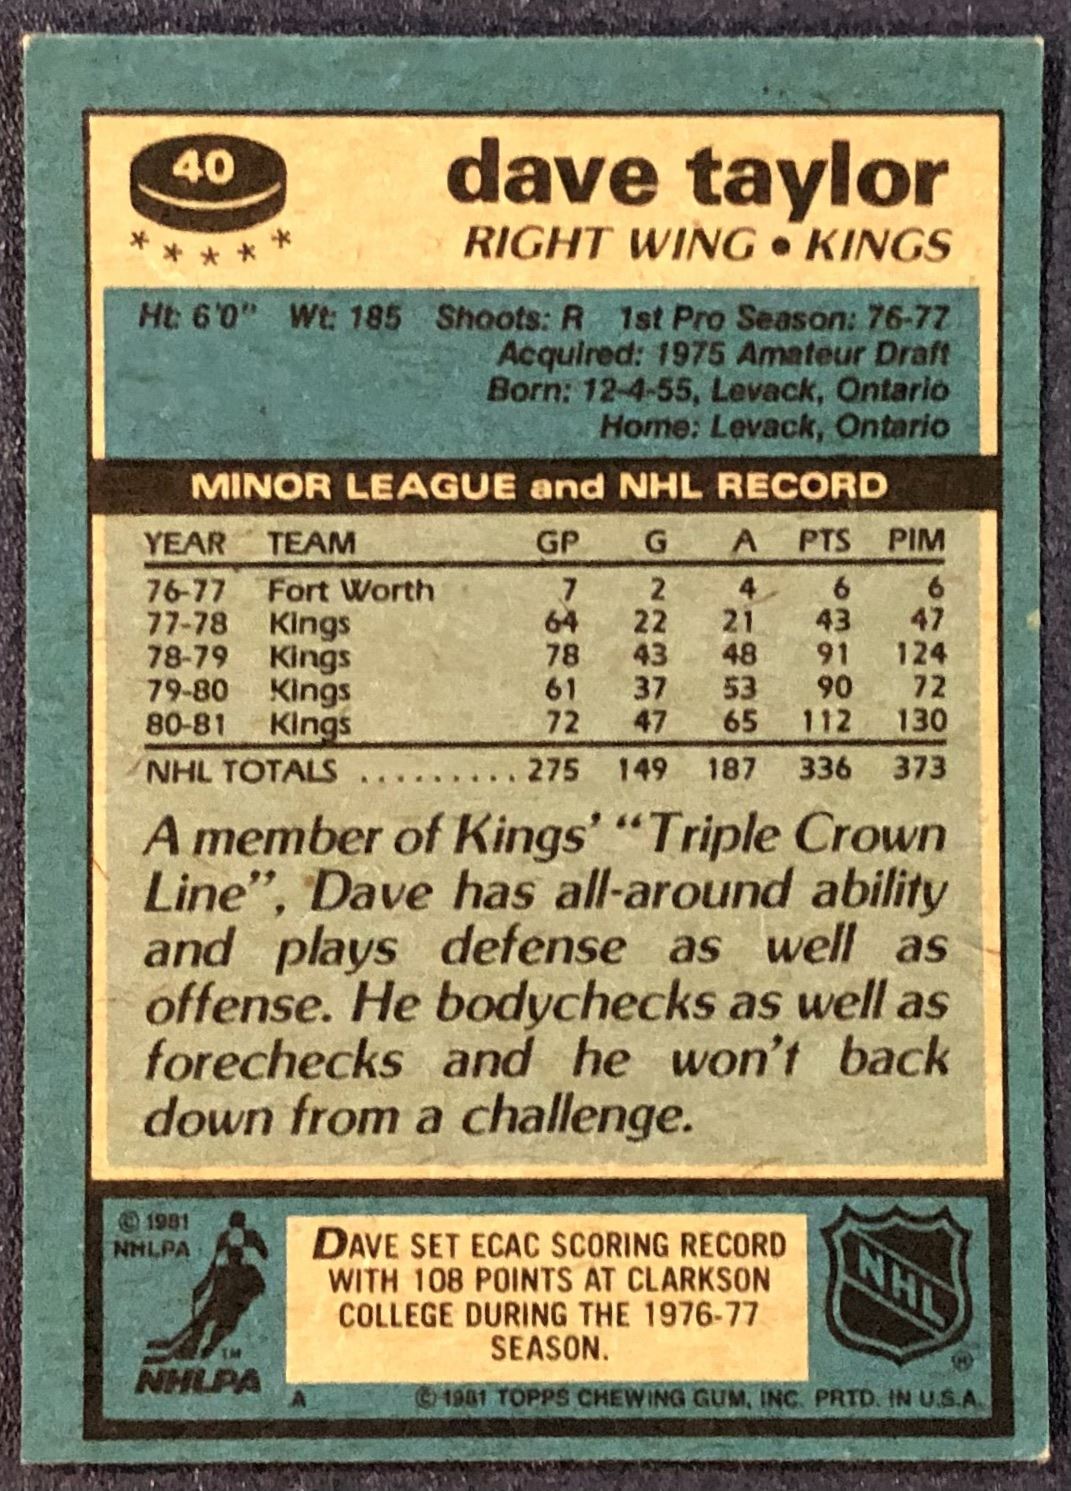 40
dave taylor
RIGHT WING • KINGS
Ht: 6'0" Wt: 185 Shoots: R 1st Pro Season: 76-77
Acquired: 1975 Amateur Draft
Born: 12-4-55, Levack, Ontario
Home: Levack, Ontario
MINOR LEAGUE and NHL RECORD
YEAR TEAM GP G A PTS PIM
76-77 Fort Worth 7 2 4 6 6
77-78 Kings 64 22 21 43 47
78-79 Kings 78 43 48 91 124
79-80 Kings 61 37 53 90 72
80-81 Kings 72 47 65 112 130
NHL TOTALS .......... 275 149 187 336 373
A member of Kings' "Triple Crown
Line", Dave has all-around ability
and plays defense as well as
offense. He bodychecks as well as
forechecks and he won't back
down from a challenge.
© 1981
NHLPA
DAVE SET ECAC SCORING RECORD
WITH 108 POINTS AT CLARKSON
COLLEGE DURING THE 1976-77
SEASON.
NHL
®
TM
NHLPA
A © 1981 TOPPS CHEWING GUM, INC. PRTD. IN U.S.A.